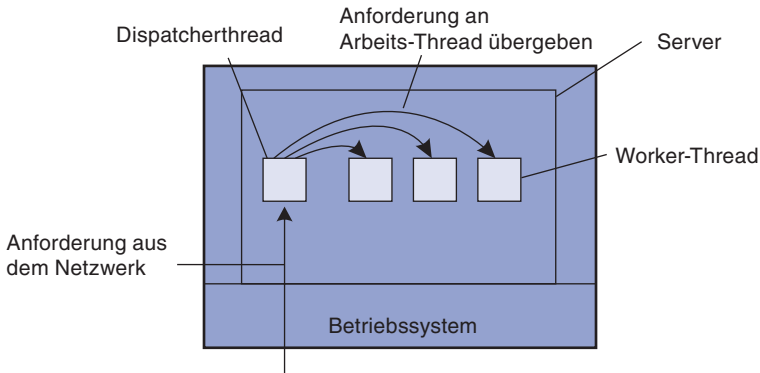 Dispatcherthread
Anforderung an
Arbeits-Thread übergeben
Server
Worker-Thread
Anforderung aus
dem Netzwerk
Betriebssystem